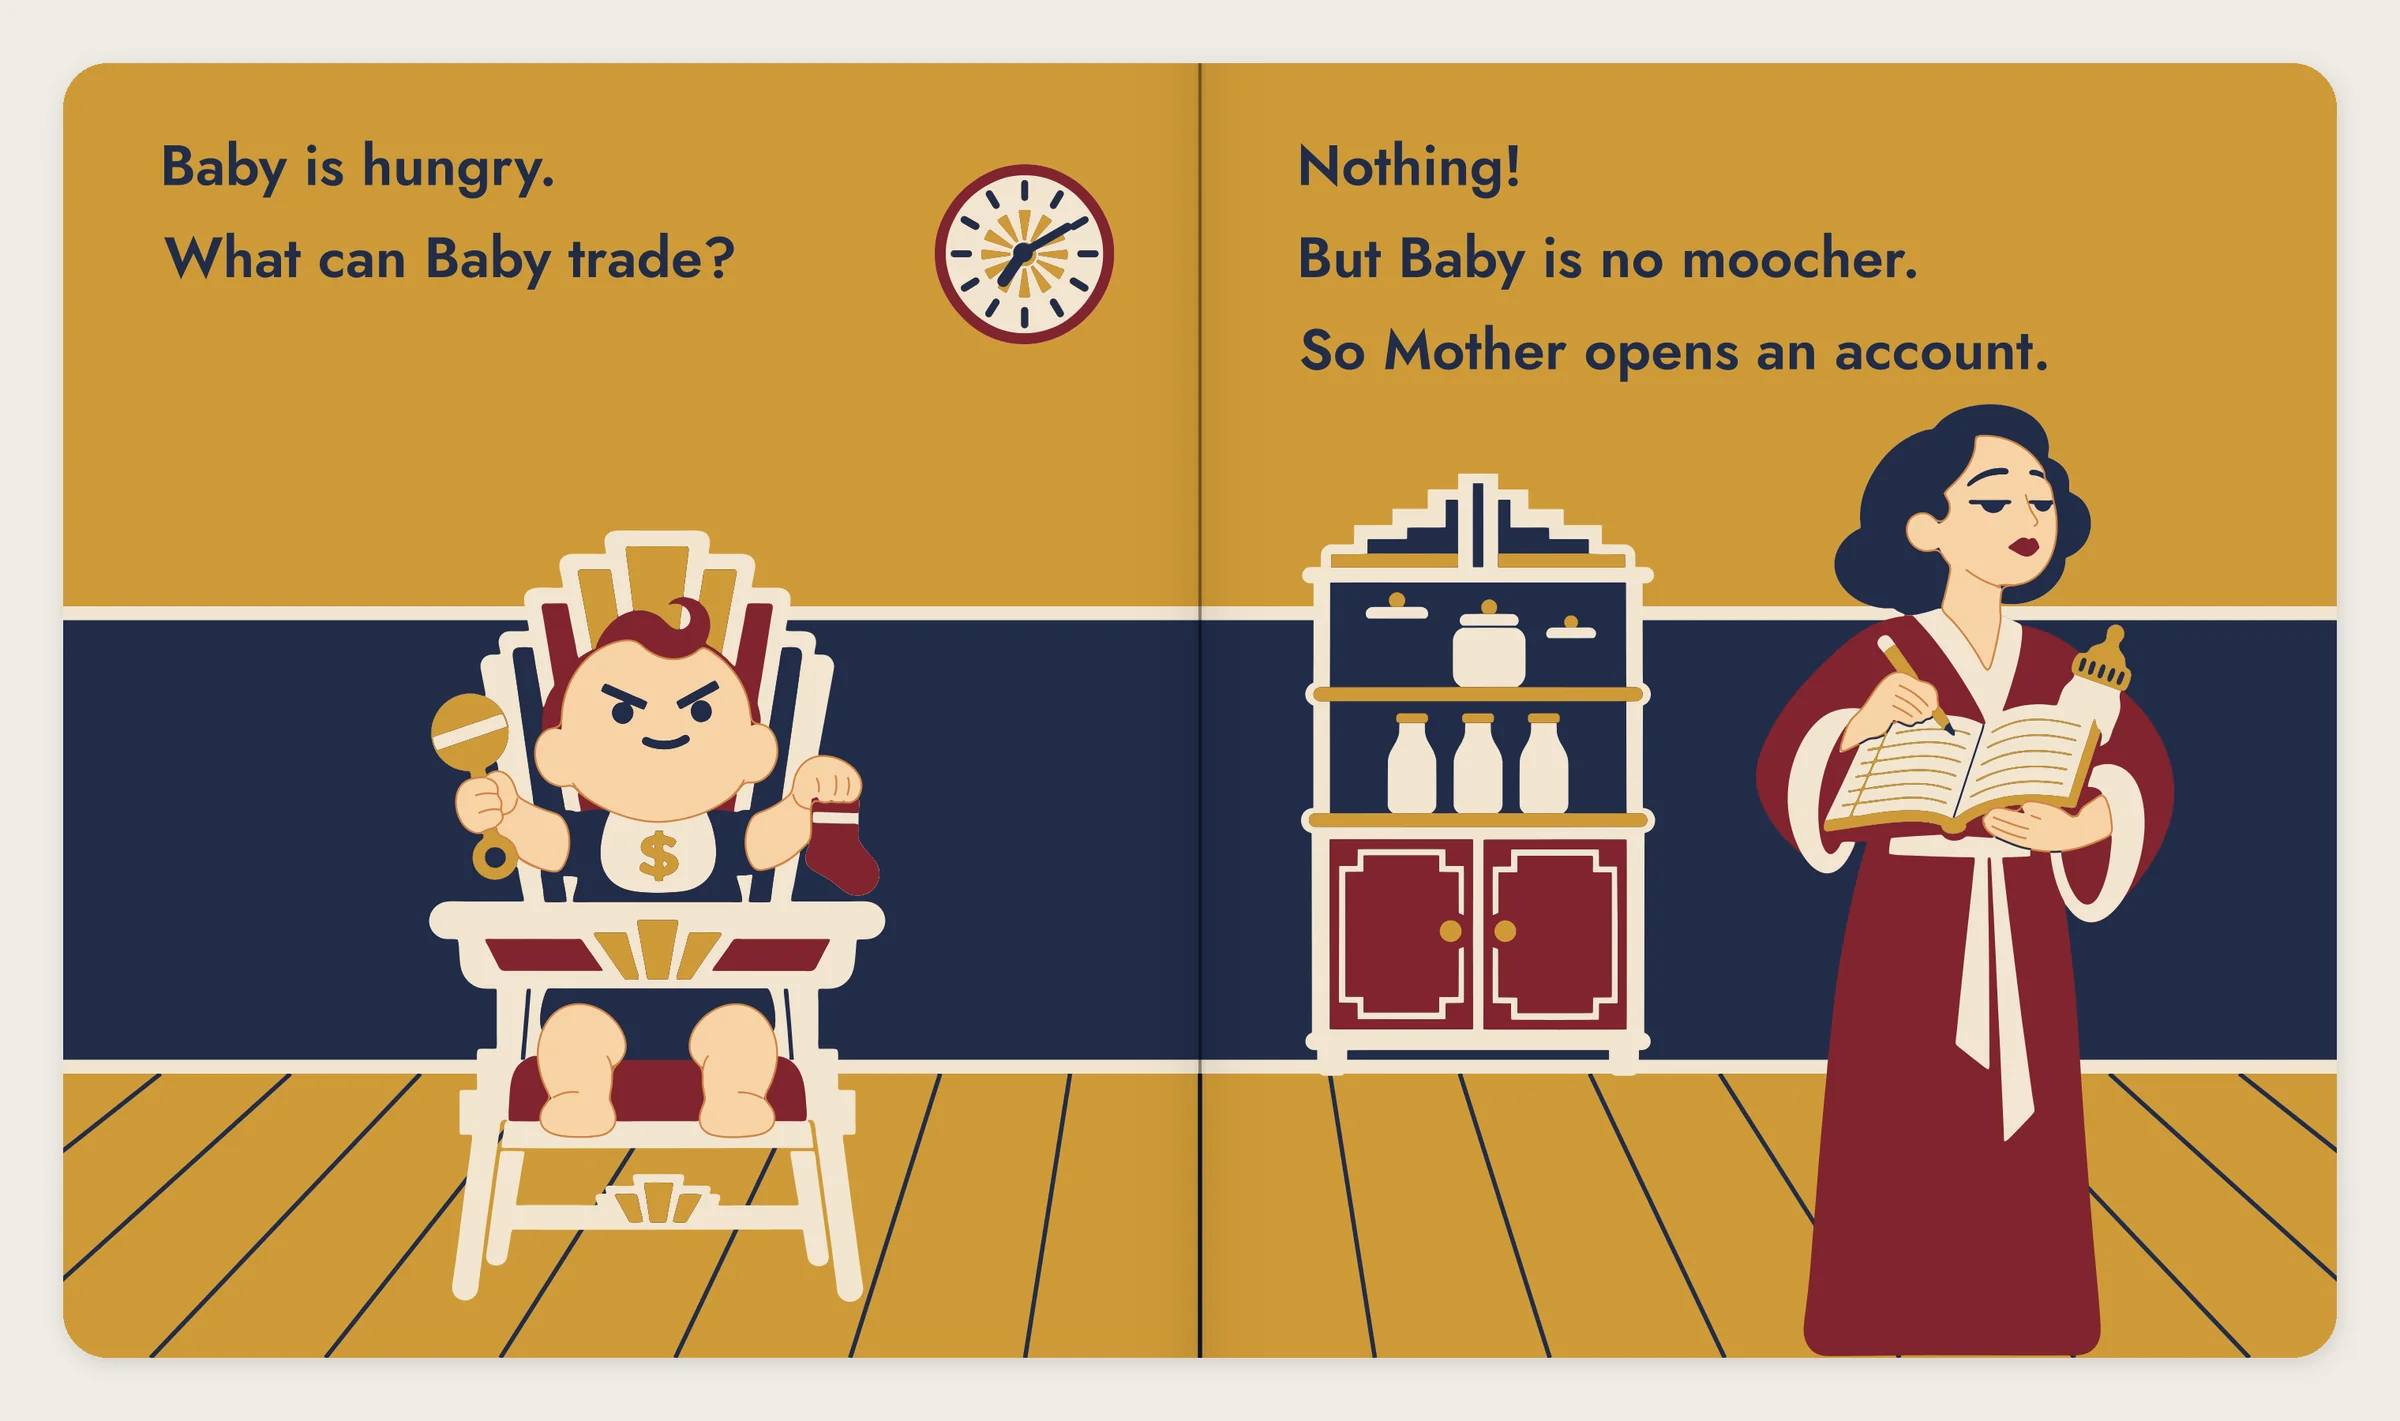 Baby is hungry.
What can Baby trade?
Nothing!
But Baby is no moocher.
So Mother opens an account.
$